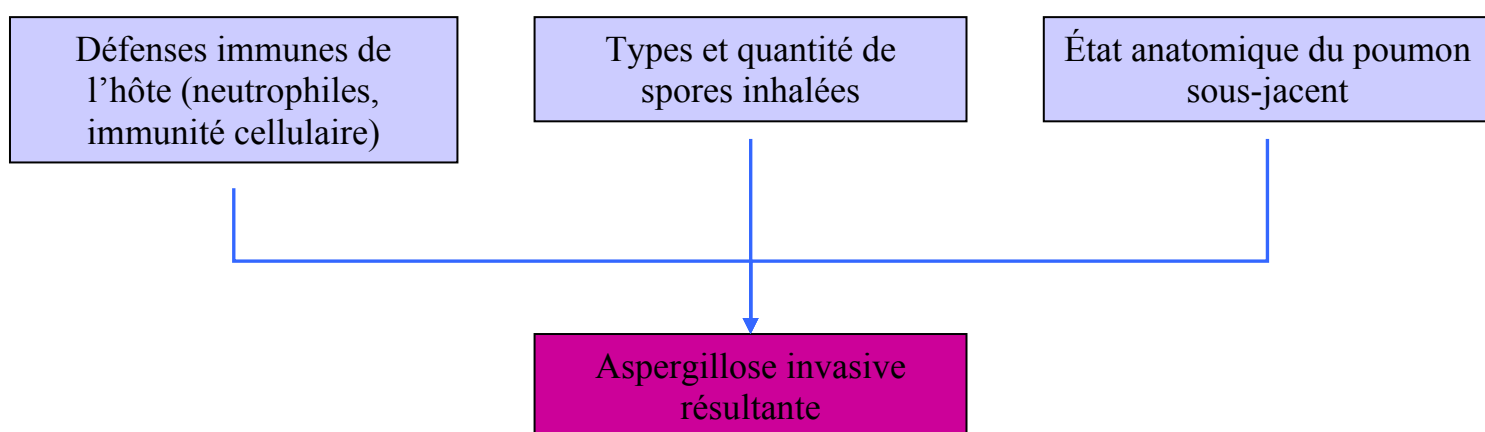 Défenses immunes de
l’hôte (neutrophiles,
immunité cellulaire)
Types et quantité de
spores inhalées
État anatomique du poumon
sous-jacent
Aspergillose invasive
résultante